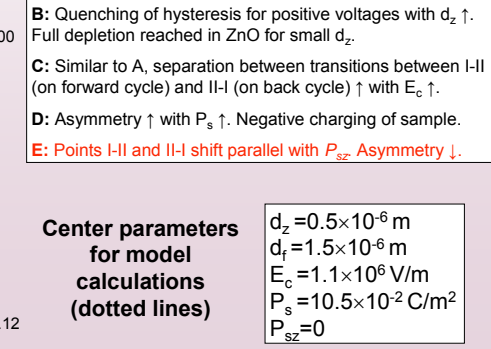 B: Quenching of hysteresis for positive voltages with d_z ↑.
00
Full depletion reached in ZnO for small d_z.
C: Similar to A, separation between transitions between I-II
(on forward cycle) and II-I (on back cycle) ↑ with E_c ↑.
D: Asymmetry ↑ with P_s ↑. Negative charging of sample.
E: Points I-II and II-I shift parallel with P_sz. Asymmetry ↓.
Center parameters
for model
calculations
(dotted lines)
d_z =0.5×10^-6 m
d_f =1.5×10^-6 m
E_c =1.1×10^6 V/m
P_s =10.5×10^-2 C/m^2
P_sz=0
.12